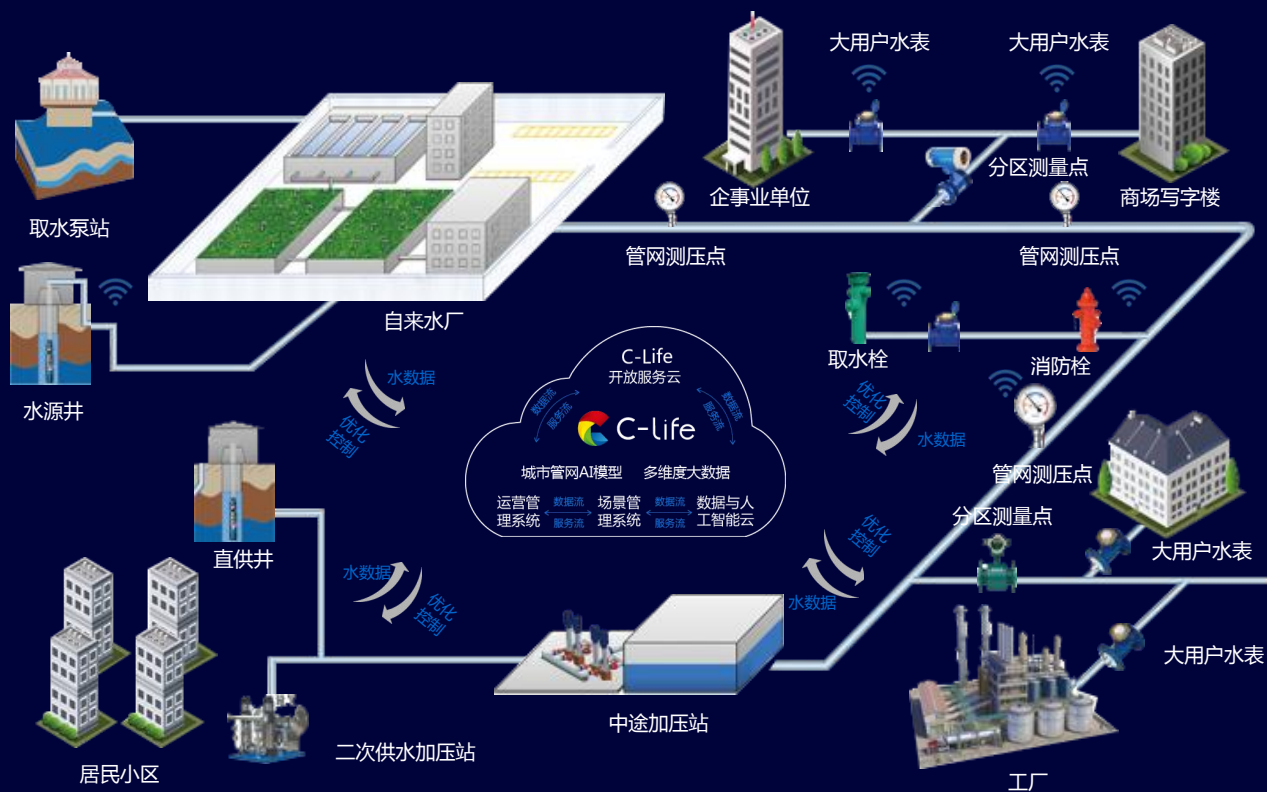 大用户水表
大用户水表
分区测量点
企事业单位
商场写字楼
取水泵站
管网测压点
管网测压点
自来水厂
水源井
取水栓
消防栓
水数据
优化
控制
C-Life
开放服务云
数据流
服务流
数据流
服务流
C-Life
城市管网AI模型
多维度大数据
运营管
理系统
数据流
服务流
场景管
理系统
数据流
服务流
数据与人
工智能云
优化
控制
水数据
管网测压点
分区测量点
大用户水表
直供井
水数据
优化
控制
优化
控制
水数据
大用户水表
中途加压站
二次供水加压站
居民小区
工厂